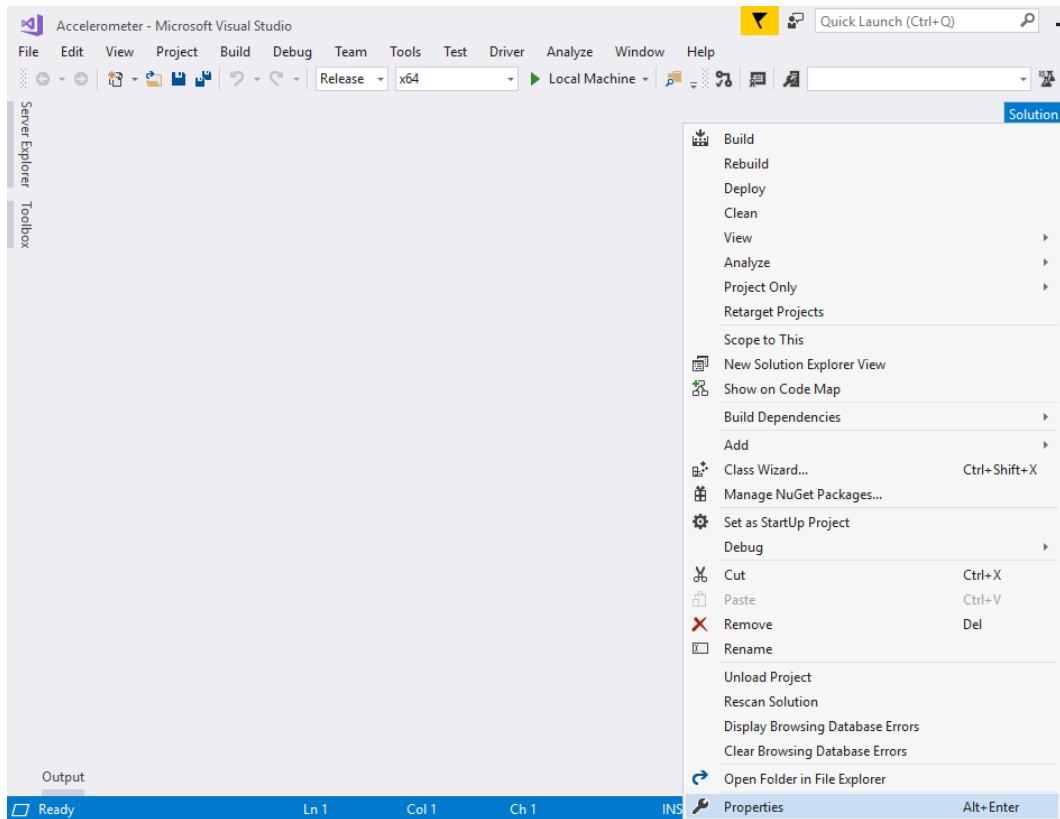 Accelerometer - Microsoft Visual Studio
Quick Launch (Ctrl+Q)
File Edit View Project Build Debug Team Tools Test Driver Analyze Window Help
Release x64 Local Machine
Server Explorer
Toolbox
Solution
Build
Rebuild
Deploy
Clean
View
Analyze
Project Only
Retarget Projects
Scope to This
New Solution Explorer View
Show on Code Map
Build Dependencies
Add
Class Wizard... Ctrl+Shift+X
Manage NuGet Packages...
Set as StartUp Project
Debug
Cut Ctrl+X
Paste Ctrl+V
Remove Del
Rename
Unload Project
Rescan Solution
Display Browsing Database Errors
Clear Browsing Database Errors
Open Folder in File Explorer
Properties Alt+Enter
Output
Ready Ln 1 Col 1 Ch 1 INS